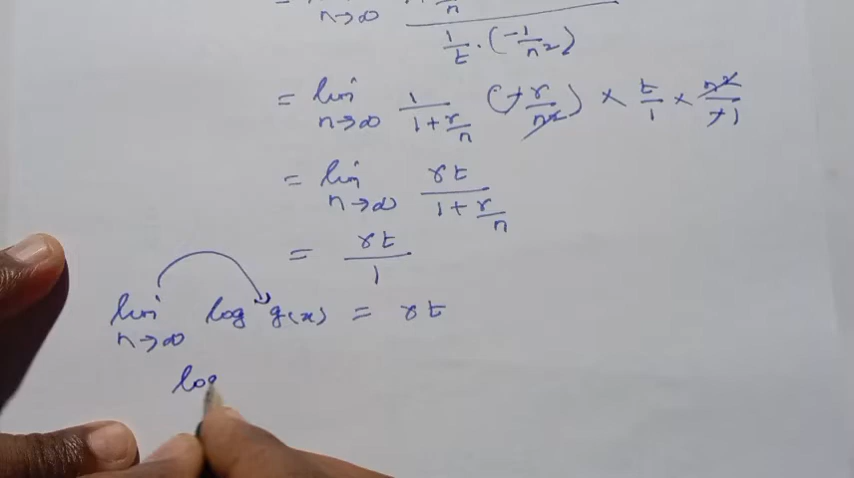 n→∞ n
1/t · (-1/n²)
= lim n→∞ 1/(1+r/n) (-r/n²) × t/1 × n²/-1
= lim n→∞ rt/(1+r/n)
= rt/1
lim n→∞ log g(x) = rt
log